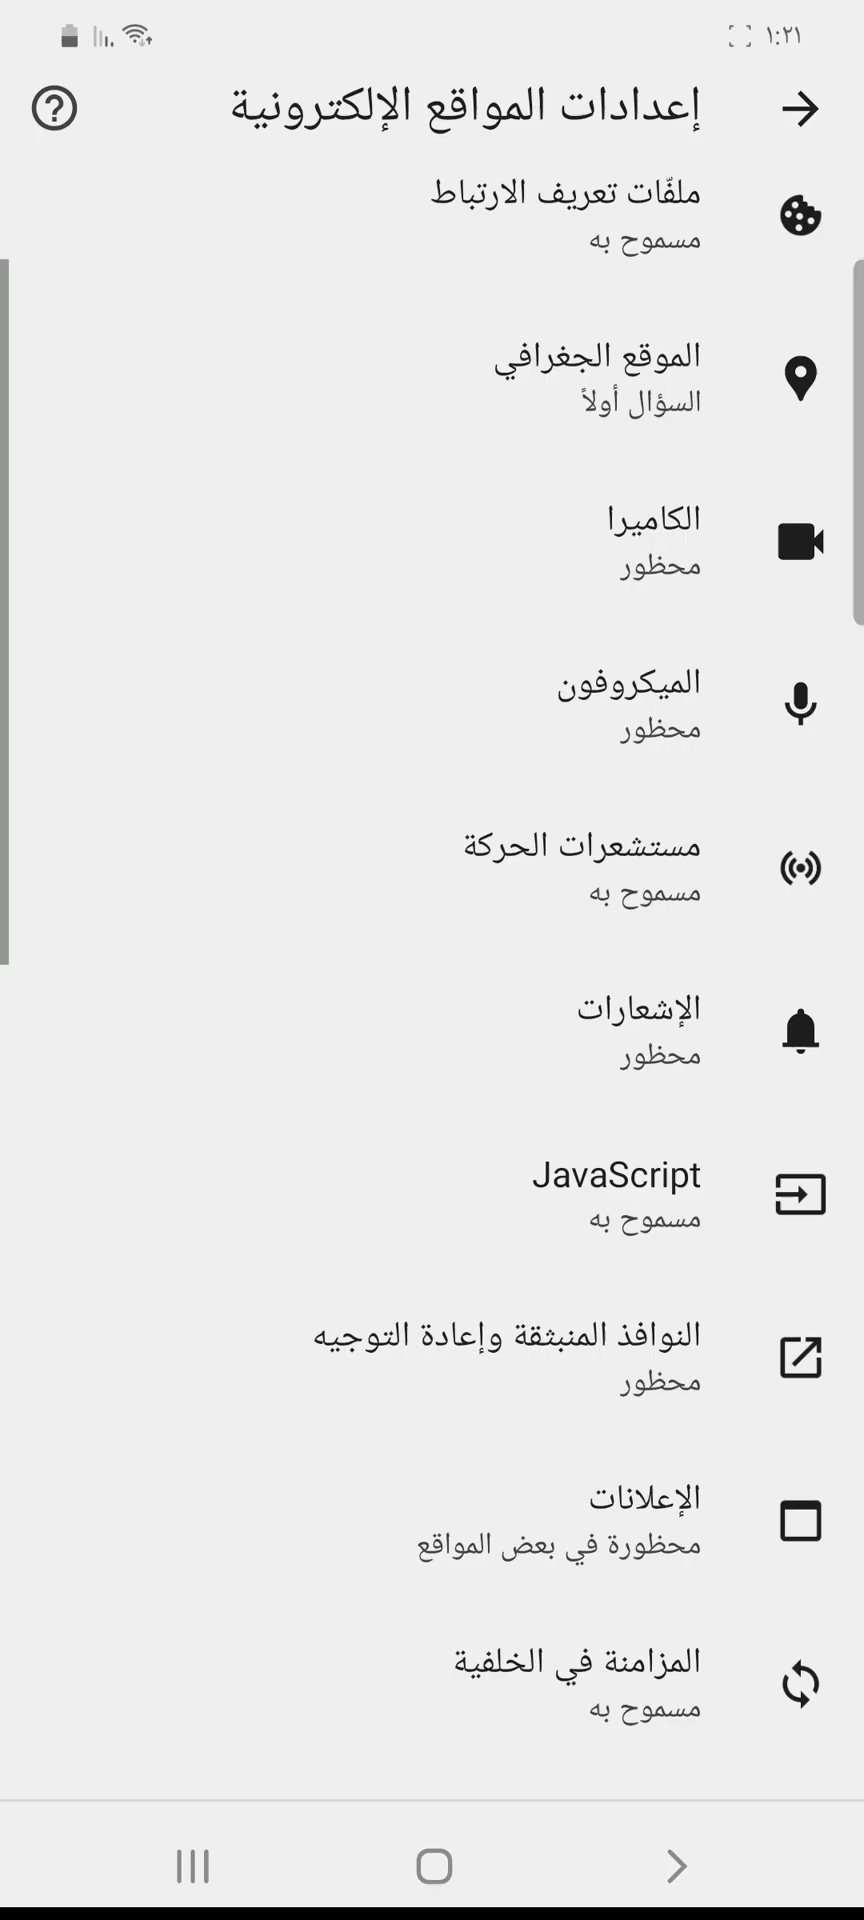 ١:٢١
إعدادات المواقع الإلكترونية
ملفّات تعريف الارتباط
مسموح به
الموقع الجغرافي
السؤال أولاً
الكاميرا
محظور
الميكروفون
محظور
مستشعرات الحركة
مسموح به
الإشعارات
محظور
JavaScript
مسموح به
النوافذ المنبثقة وإعادة التوجيه
محظور
الإعلانات
محظورة في بعض المواقع
المزامنة في الخلفية
مسموح به